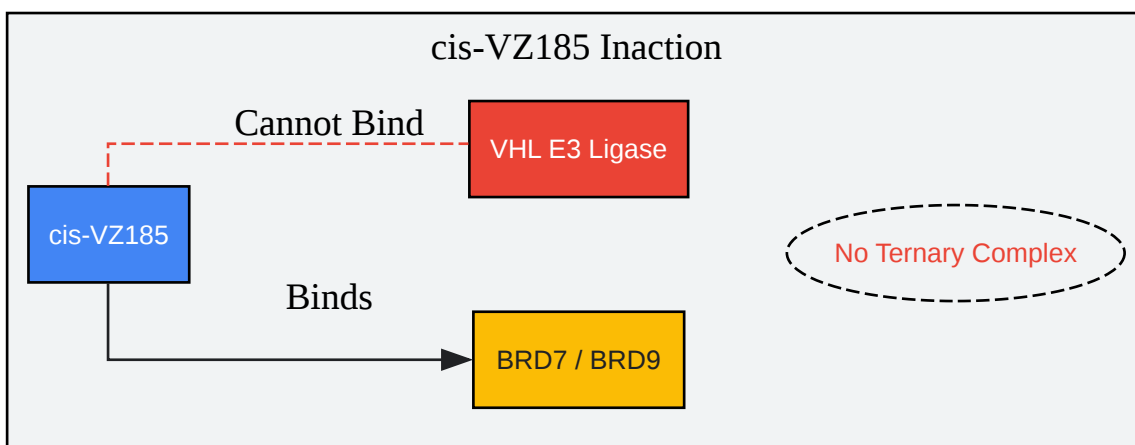 cis-VZ185 Inaction
Cannot Bind
VHL E3 Ligase
cis-VZ185
No Ternary Complex
Binds
BRD7 / BRD9